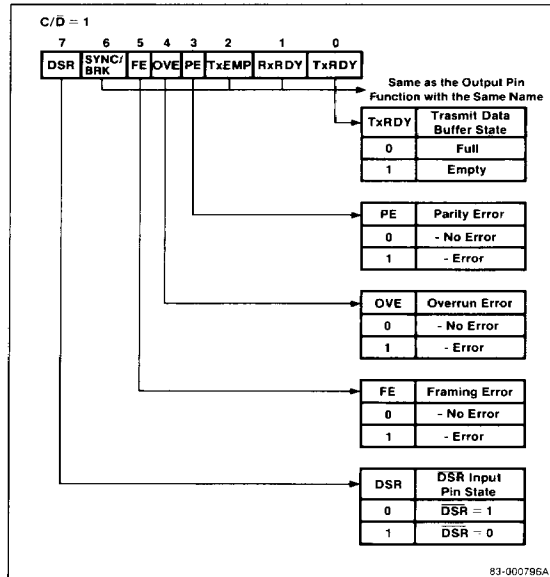 C/D̅ = 1
7 6 5 4 3 2 1 0
DSR SYNC/BRK FE OVE PE TxEMP RxRDY TxRDY
Same as the Output Pin
Function with the Same Name
TxRDY Trasmit Data Buffer State
0 Full
1 Empty
PE Parity Error
0 - No Error
1 - Error
OVE Overrun Error
0 - No Error
1 - Error
FE Framing Error
0 - No Error
1 - Error
DSR D̅S̅R̅ Input Pin State
0 D̅S̅R̅ = 1
1 D̅S̅R̅ = 0
83-000796A